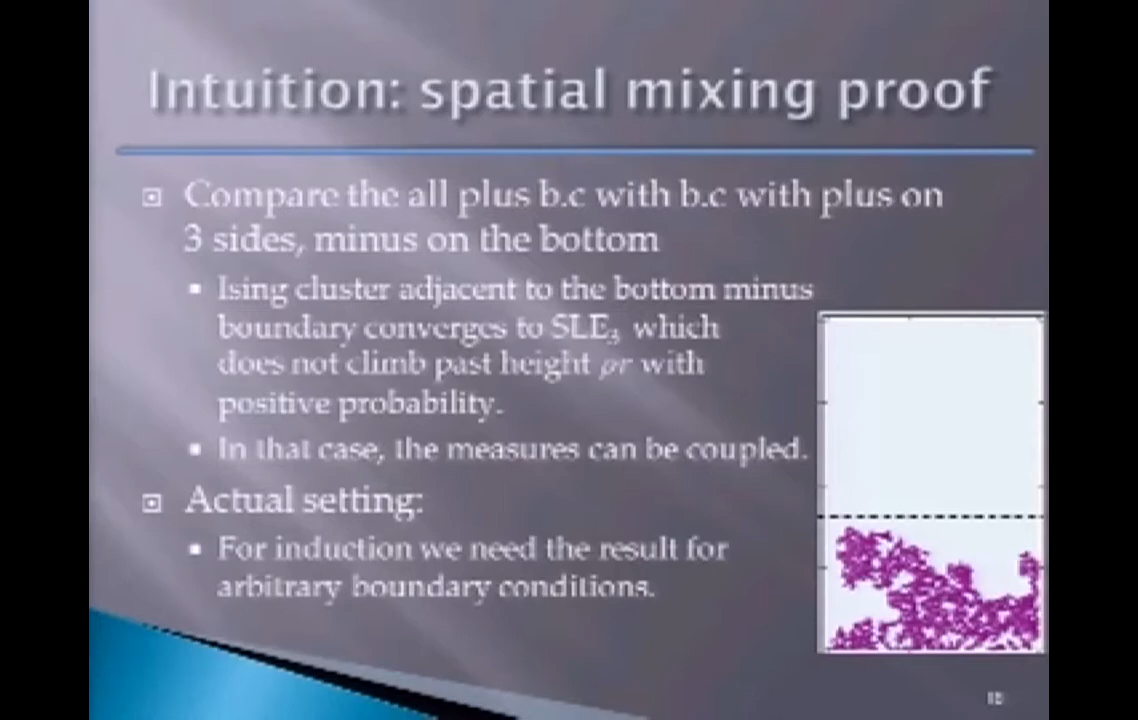 Intuition: spatial mixing proof
Compare the all plus b.c with b.c with plus on
3 sides, minus on the bottom
Ising cluster adjacent to the bottom minus
boundary converges to SLE₃ which
does not climb past height ρr with
positive probability.
In that case, the measures can be coupled.
Actual setting:
For induction we need the result for
arbitrary boundary conditions.